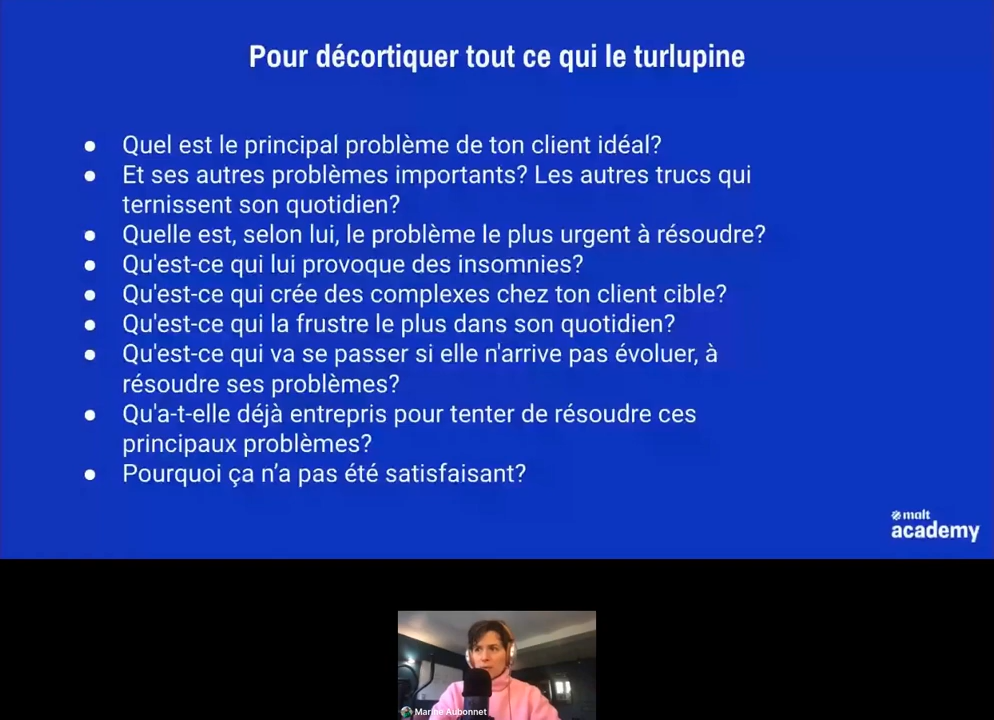 Pour décortiquer tout ce qui le turlupine
● Quel est le principal problème de ton client idéal?
● Et ses autres problèmes importants? Les autres trucs qui
ternissent son quotidien?
● Quelle est, selon lui, le problème le plus urgent à résoudre?
● Qu'est-ce qui lui provoque des insomnies?
● Qu'est-ce qui crée des complexes chez ton client cible?
● Qu'est-ce qui la frustre le plus dans son quotidien?
● Qu'est-ce qui va se passer si elle n'arrive pas évoluer, à
résoudre ses problèmes?
● Qu'a-t-elle déjà entrepris pour tenter de résoudre ces
principaux problèmes?
● Pourquoi ça n’a pas été satisfaisant?
malt
academy
Marine Aubonnet